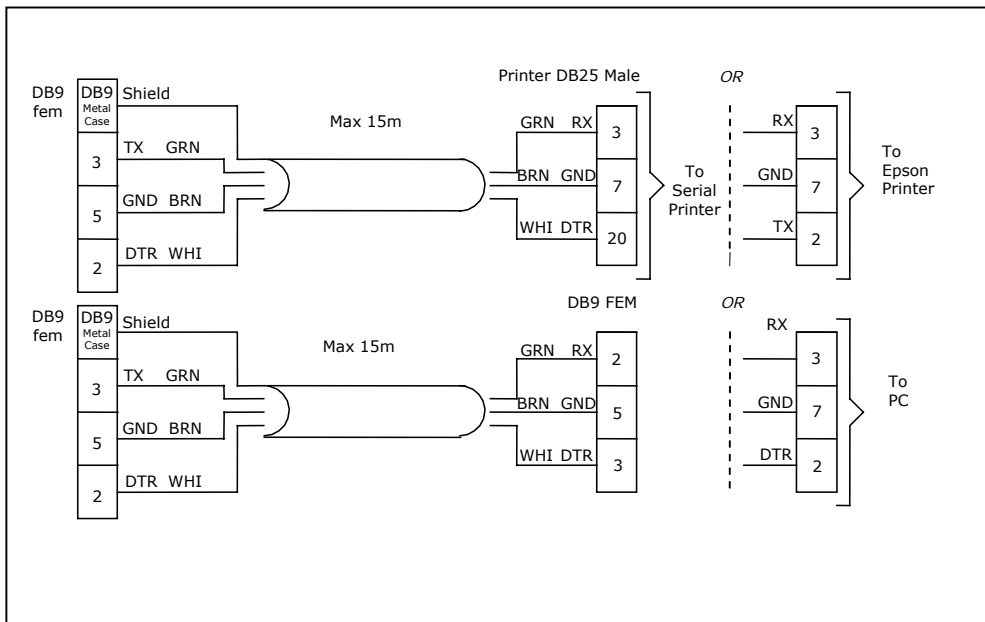 Printer DB25 Male
OR
DB9
fem
DB9
Metal
Case
Shield
Max 15m
3
TX GRN
5
GND BRN
2
DTR WHI
GRN RX
3
BRN GND
7
WHI DTR
20
To
Serial
Printer
RX
3
GND
7
TX
2
To
Epson
Printer
DB9 FEM
OR
DB9
fem
DB9
Metal
Case
Shield
Max 15m
3
TX GRN
5
GND BRN
2
DTR WHI
GRN RX
2
BRN GND
5
WHI DTR
3
RX
3
GND
7
DTR
2
To
PC